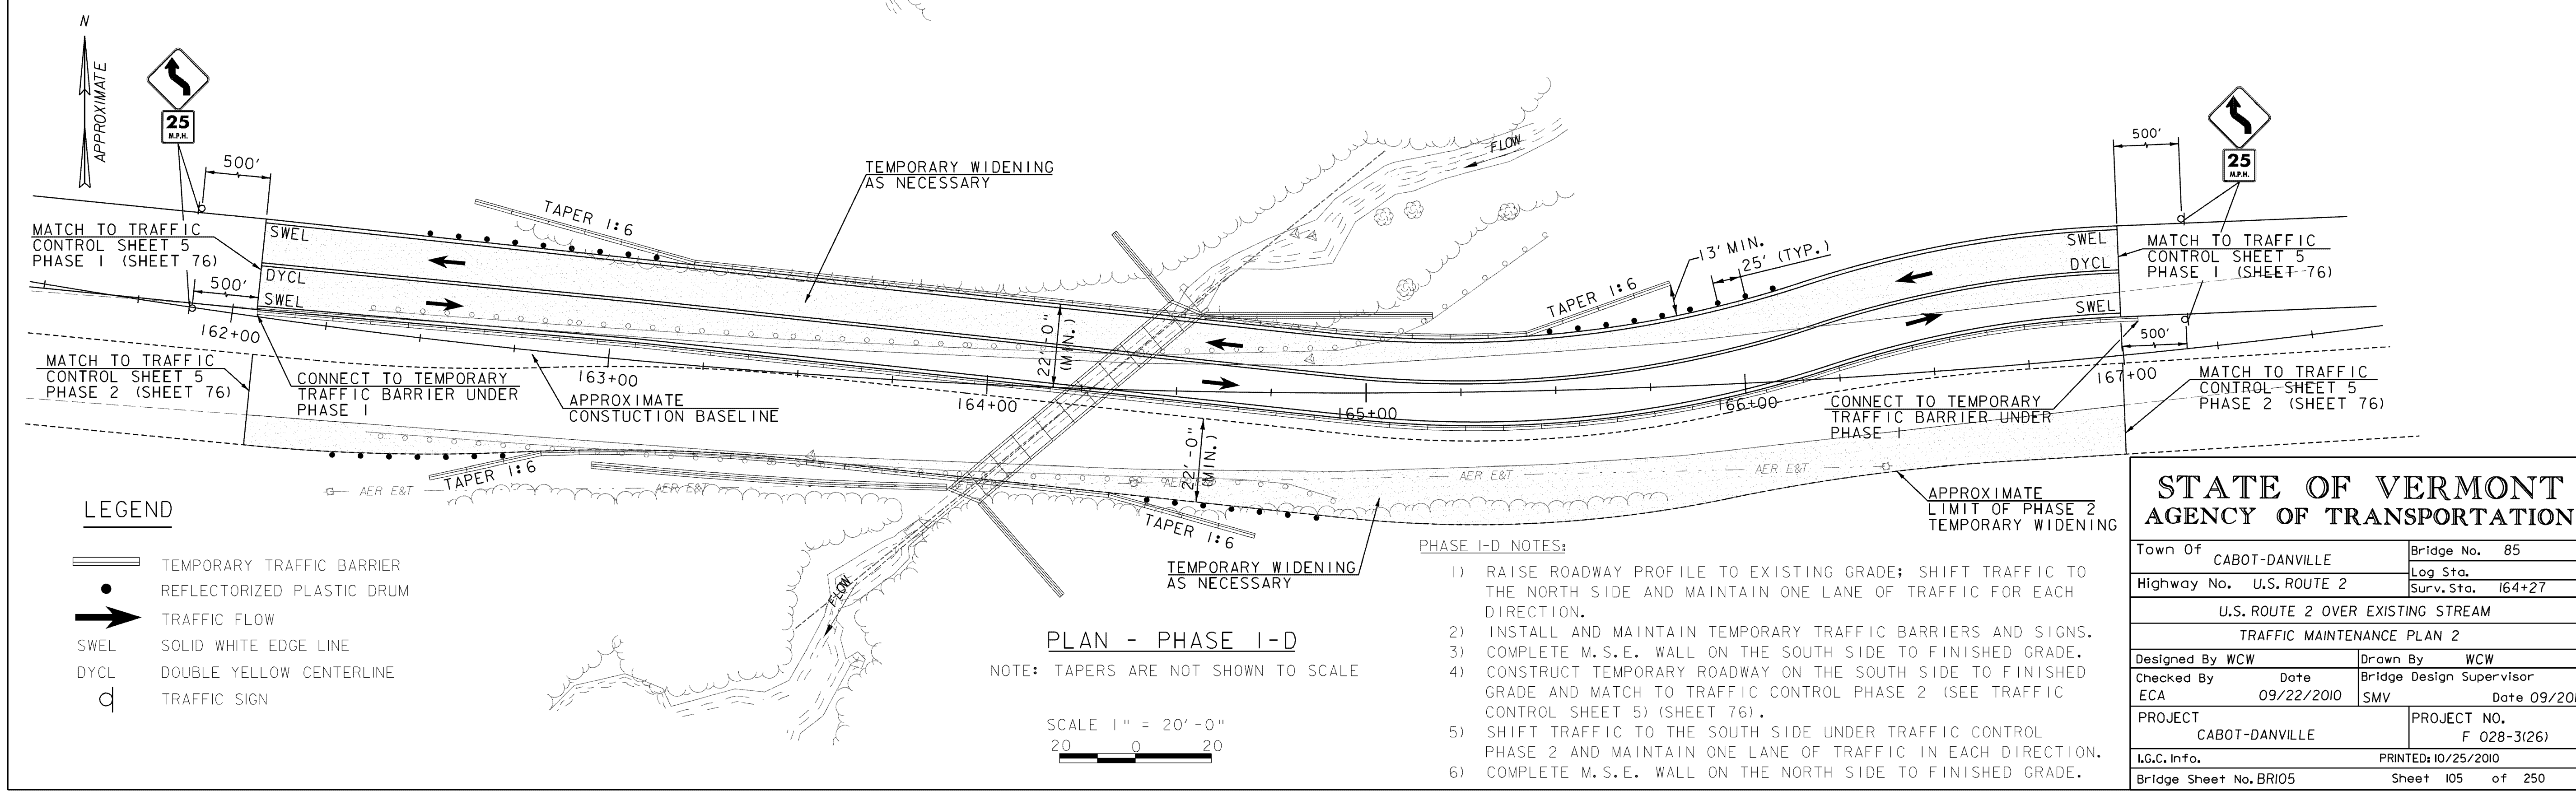 N
APPROXIMATE
25
M.P.H.
500'
MATCH TO TRAFFIC
CONTROL SHEET 5
PHASE 1 (SHEET 76)
SWEL
DYCL
SWEL
500'
162+00
MATCH TO TRAFFIC
CONTROL SHEET 5
PHASE 2 (SHEET 76)
CONNECT TO TEMPORARY
TRAFFIC BARRIER UNDER
PHASE 1
163+00
APPROXIMATE
CONSTUCTION BASELINE
TAPER 1:6
TEMPORARY WIDENING
AS NECESSARY
FLOW
22'-0"
(MIN.)
164+00
165+00
166+00
167+00
TAPER 1:6
13' MIN.
25' (TYP.)
25
M.P.H.
500'
SWEL
DYCL
SWEL
MATCH TO TRAFFIC
CONTROL SHEET 5
PHASE 1 (SHEET 76)
500'
MATCH TO TRAFFIC
CONTROL SHEET 5
PHASE 2 (SHEET 76)
CONNECT TO TEMPORARY
TRAFFIC BARRIER UNDER
PHASE 1
22'-0"
(MIN.)
TAPER 1:6
AER E&T
AER E&T
AER E&T
AER E&T
TAPER 1:6
FLOW
TEMPORARY WIDENING
AS NECESSARY
APPROXIMATE
LIMIT OF PHASE 2
TEMPORARY WIDENING
LEGEND
TEMPORARY TRAFFIC BARRIER
REFLECTORIZED PLASTIC DRUM
TRAFFIC FLOW
SWEL SOLID WHITE EDGE LINE
DYCL DOUBLE YELLOW CENTERLINE
TRAFFIC SIGN
PLAN - PHASE 1-D
NOTE: TAPERS ARE NOT SHOWN TO SCALE
SCALE 1" = 20'-0"
20 0 20
PHASE 1-D NOTES:
1) RAISE ROADWAY PROFILE TO EXISTING GRADE; SHIFT TRAFFIC TO
THE NORTH SIDE AND MAINTAIN ONE LANE OF TRAFFIC FOR EACH
DIRECTION.
2) INSTALL AND MAINTAIN TEMPORARY TRAFFIC BARRIERS AND SIGNS.
3) COMPLETE M.S.E. WALL ON THE SOUTH SIDE TO FINISHED GRADE.
4) CONSTRUCT TEMPORARY ROADWAY ON THE SOUTH SIDE TO FINISHED
GRADE AND MATCH TO TRAFFIC CONTROL PHASE 2 (SEE TRAFFIC
CONTROL SHEET 5) (SHEET 76).
5) SHIFT TRAFFIC TO THE SOUTH SIDE UNDER TRAFFIC CONTROL
PHASE 2 AND MAINTAIN ONE LANE OF TRAFFIC IN EACH DIRECTION.
6) COMPLETE M.S.E. WALL ON THE NORTH SIDE TO FINISHED GRADE.
STATE OF VERMONT
AGENCY OF TRANSPORTATION
Town Of CABOT-DANVILLE
Bridge No. 85
Log Sta.
Highway No. U.S. ROUTE 2
Surv. Sta. 164+27
U.S. ROUTE 2 OVER EXISTING STREAM
TRAFFIC MAINTENANCE PLAN 2
Designed By WCW Drawn By WCW
Checked By Date Bridge Design Supervisor
ECA 09/22/2010 SMV Date
PROJECT PROJECT NO.
CABOT-DANVILLE F 028-3(26)
I.G.C. Info. PRINTED: 10/25/2010
Bridge Sheet No. BR105 Sheet 105 of 250